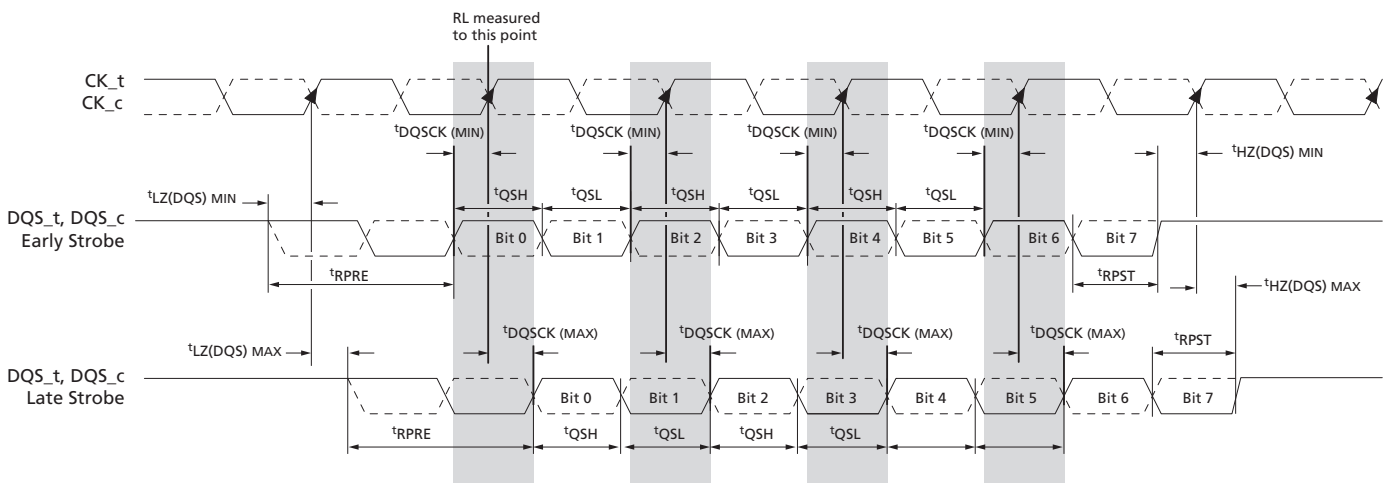 RL measured
to this point
CK_t
CK_c
tDQSCK (MIN) tDQSCK (MIN) tDQSCK (MIN) tDQSCK (MIN)
tHZ(DQS) MIN
tLZ(DQS) MIN
tQSH tQSL tQSH tQSL tQSH tQSL
DQS_t, DQS_c
Early Strobe
Bit 0 Bit 1 Bit 2 Bit 3 Bit 4 Bit 5 Bit 6 Bit 7
tRPRE
tRPST
tHZ(DQS) MAX
tDQSCK (MAX) tDQSCK (MAX) tDQSCK (MAX) tDQSCK (MAX)
tRPST
tLZ(DQS) MAX
DQS_t, DQS_c
Late Strobe
Bit 0 Bit 1 Bit 2 Bit 3 Bit 4 Bit 5 Bit 6 Bit 7
tRPRE
tQSH tQSL tQSH tQSL